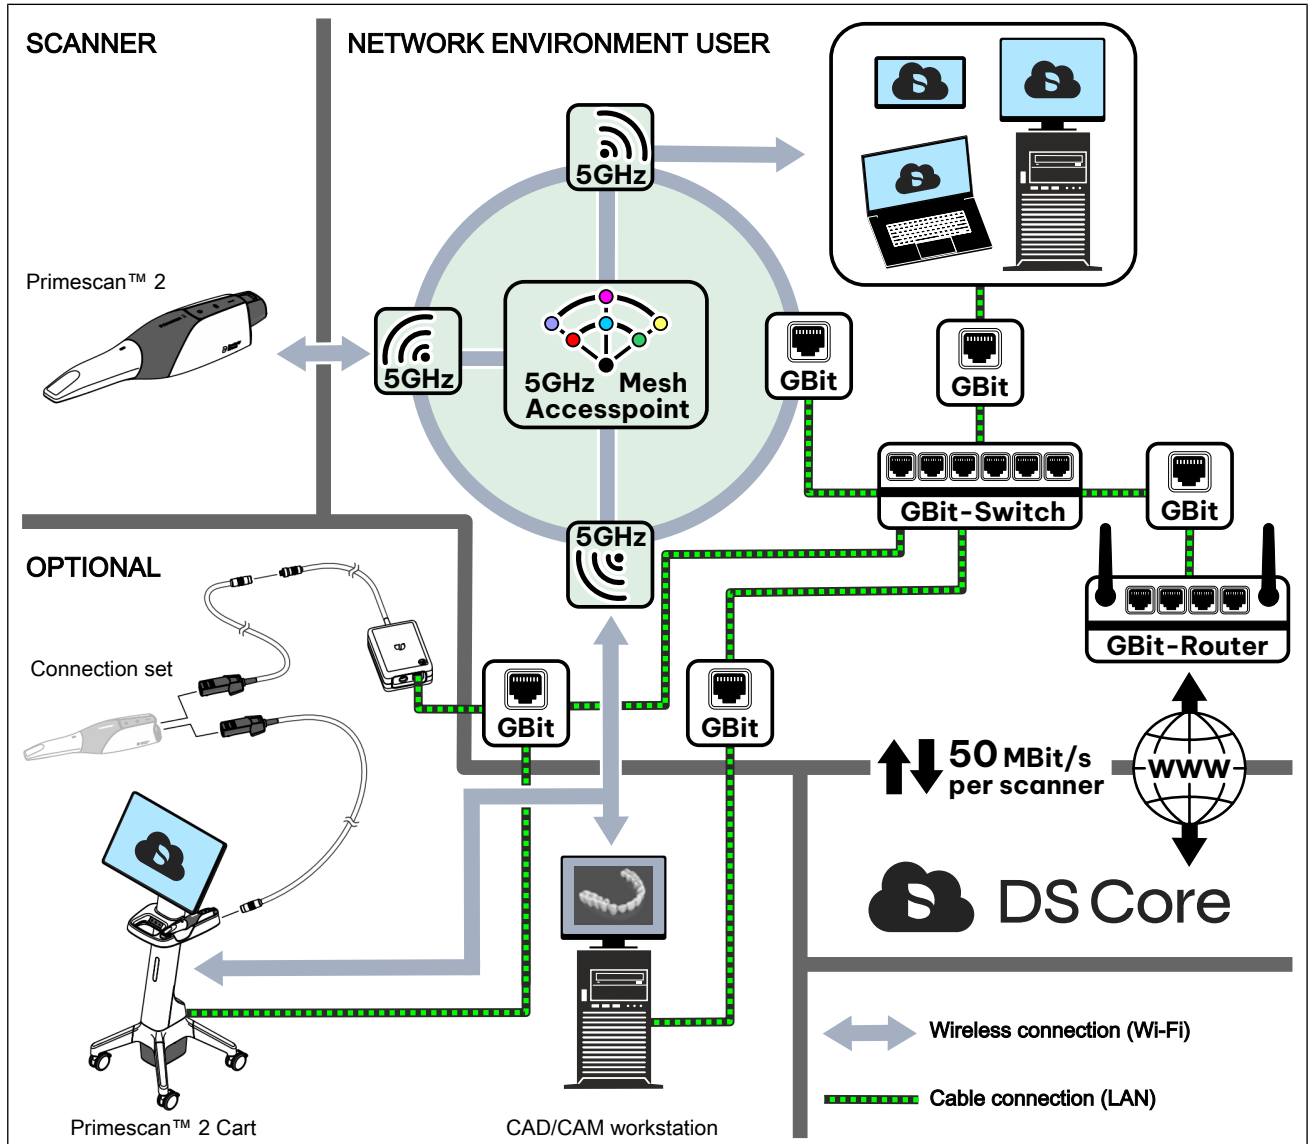 SCANNER
NETWORK ENVIRONMENT USER
5GHz
Primescan™ 2
5GHz
5GHz Mesh
Accesspoint
GBit
GBit
GBit-Switch
GBit
5GHz
OPTIONAL
GBit-Router
Connection set
GBit
GBit
50 MBit/s
per scanner
WWW
DS Core
Wireless connection (Wi-Fi)
Cable connection (LAN)
Primescan™ 2 Cart
CAD/CAM workstation